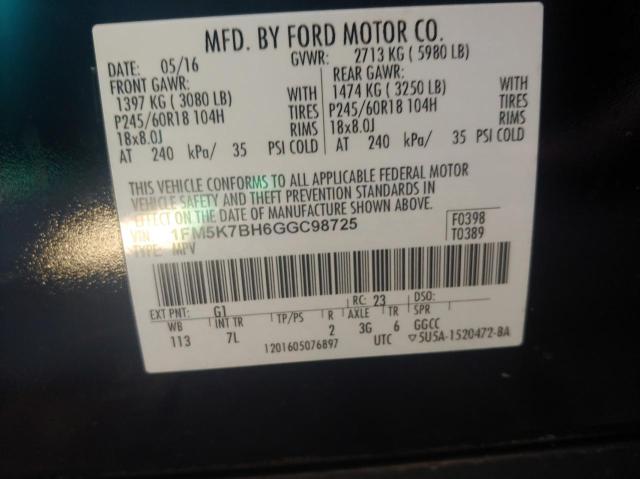 MFD. BY FORD MOTOR CO.
DATE: 05/16 GVWR: 2713 KG ( 5980 LB)
FRONT GAWR: REAR GAWR:
1397 KG ( 3080 LB) WITH 1474 KG ( 3250 LB) WITH
P245/60R18 104H TIRES P245/60R18 104H TIRES
18x8.0J RIMS 18x8.0J RIMS
AT 240 kPa/ 35 PSI COLD AT 240 kPa/ 35 PSI COLD
THIS VEHICLE CONFORMS TO ALL APPLICABLE FEDERAL MOTOR
VEHICLE SAFETY AND THEFT PREVENTION STANDARDS IN
EFFECT ON THE DATE OF MANUFACTURE SHOWN ABOVE.
VIN: 1FM5K7BH6GGC98725 F0398
TYPE: MPV T0389
EXT PNT: G1 RC: 23 DSO:
WB INT TR TP/PS R AXLE TR SPR
113 7L 2 3G 6 GGCC
1201605076897 UTC ▽5U5A-1520472-BA